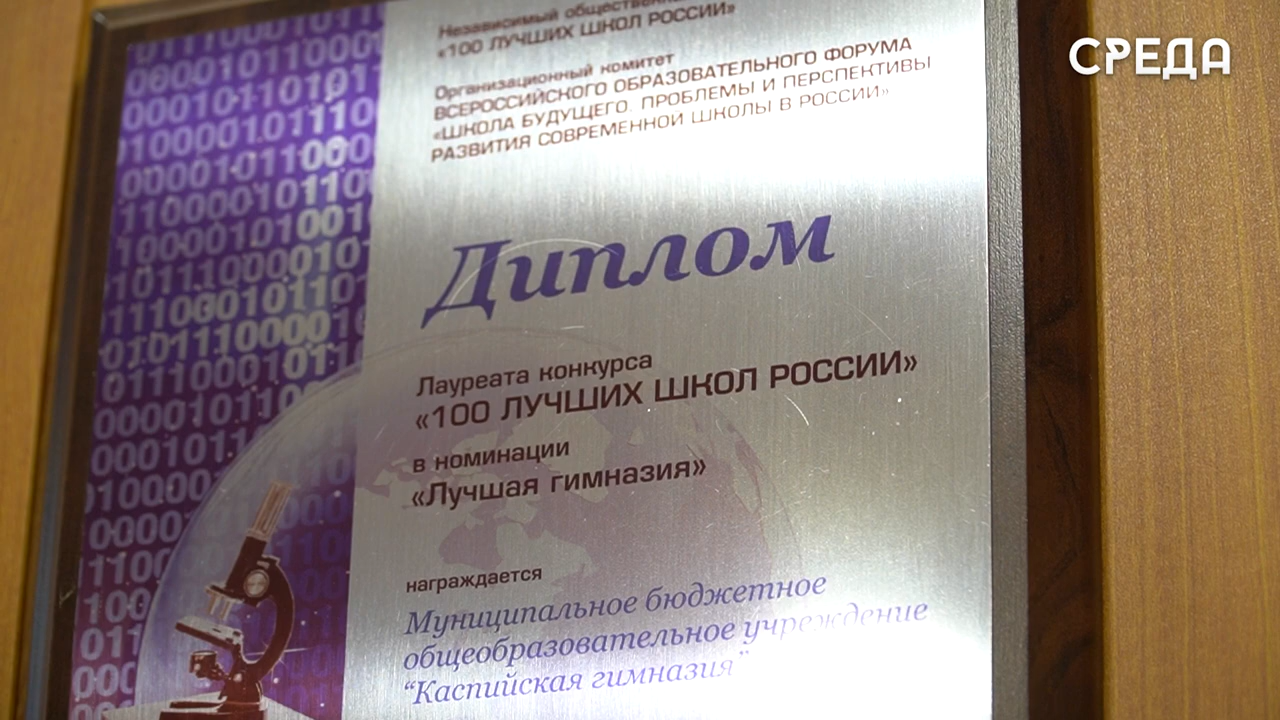 СРЕДА
Независимый
«100 ЛУЧШИХ ШКОЛ РОССИИ»
Организационный комитет
ВСЕРОССИЙСКОГО ОБРАЗОВАТЕЛЬНОГО ФОРУМА
«ШКОЛА БУДУЩЕГО. ПРОБЛЕМЫ И ПЕРСПЕКТИВЫ
РАЗВИТИЯ СОВРЕМЕННОЙ ШКОЛЫ В РОССИИ»
Диплом
Лауреата конкурса
«100 ЛУЧШИХ ШКОЛ РОССИИ»
в номинации
«Лучшая гимназия»
награждается
Муниципальное бюджетное
общеобразовательное учреждение
“Каспийская гимназия”